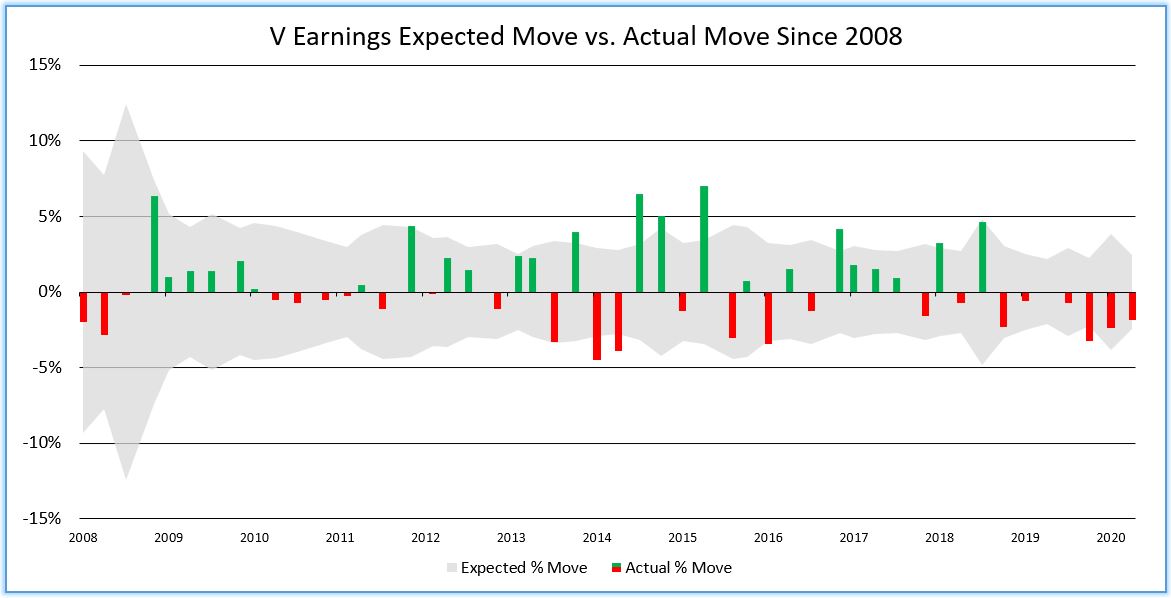 V Earnings Expected Move vs. Actual Move Since 2008
15%
10%
5%
0%
-5%
-10%
-15%
2008 2009 2010 2011 2012 2013 2014 2015 2016 2017 2018 2019 2020
Expected % Move Actual % Move